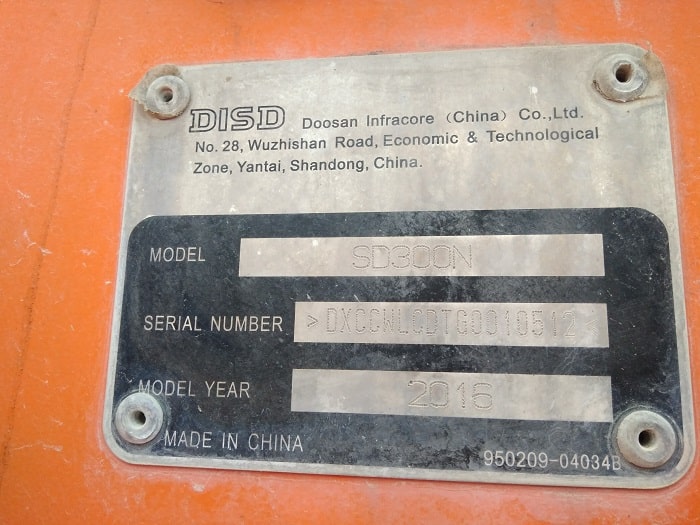 DISD Doosan Infracore (China) Co.,Ltd.
No. 28, Wuzhishan Road, Economic & Technological
Zone, Yantai, Shandong, China.
MODEL SD300N
SERIAL NUMBER >DXCCWLCDTG0010512<
MODEL YEAR 2016
MADE IN CHINA
950209-04034B